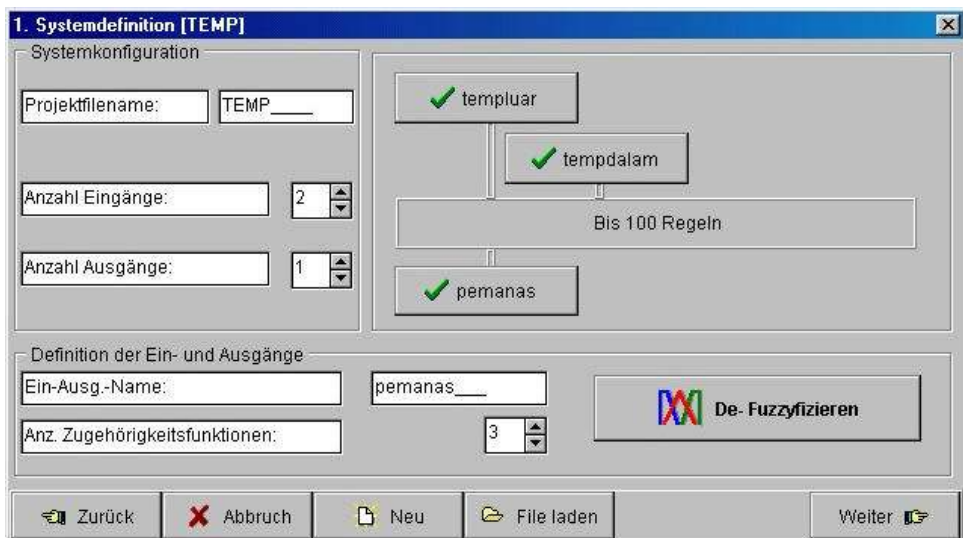 1. Systemdefinition [TEMP]
Systemkonfiguration
Projektfilename: TEMP____
Anzahl Eingänge: 2
Anzahl Ausgänge: 1
templuar
tempdalam
Bis 100 Regeln
pemanas
Definition der Ein- und Ausgänge
Ein-Ausg.-Name: pemanas___
Anz. Zugehörigkeitsfunktionen: 3
De- Fuzzyfizieren
Zurück
Abbruch
Neu
File laden
Weiter